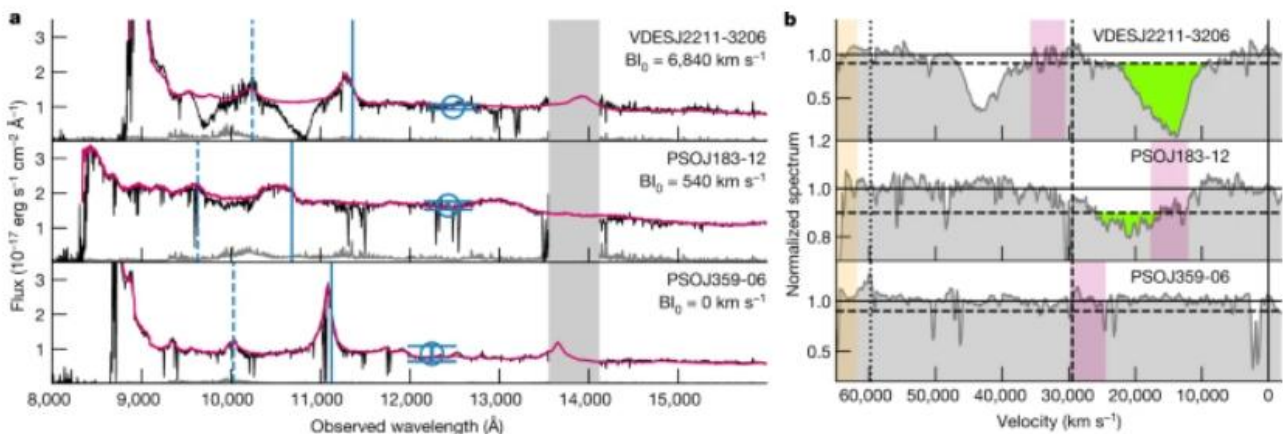 a
b
VDESJ2211-3206
BI₀ = 6,840 km s⁻¹
PSOJ183-12
BI₀ = 540 km s⁻¹
PSOJ359-06
BI₀ = 0 km s⁻¹
3
2
1
3
2
1
3
2
1
Flux (10⁻¹⁷ erg s⁻¹ cm⁻² Å⁻¹)
8,000 9,000 10,000 11,000 12,000 13,000 14,000 15,000
Observed wavelength (Å)
VDESJ2211-3206
1.0
0.5
1.2
PSOJ183-12
1.0
0.8
PSOJ359-06
1.0
0.5
Normalized spectrum
60,000 50,000 40,000 30,000 20,000 10,000 0
Velocity (km s⁻¹)